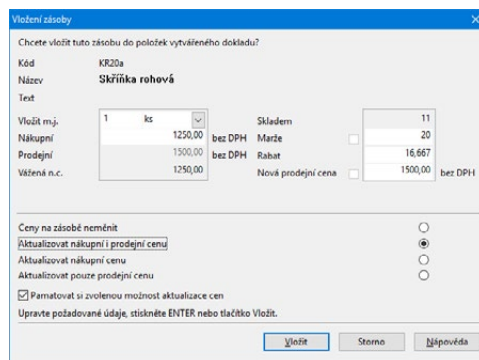 Vložení zásoby
Chcete vložit tuto zásobu do položek vytvářeného dokladu?
Kód KR20a
Název Skříňka rohová
Text
Vložit m.j. 1 ks Skladem 11
Nákupní 1250,00 bez DPH Marže 20
Prodejní 1500,00 bez DPH Rabat 16,667
Vážená n.c. 1250,00 Nová prodejní cena 1500,00 bez DPH
Ceny na zásobě neměnit
Aktualizovat nákupní i prodejní cenu
Aktualizovat nákupní cenu
Aktualizovat pouze prodejní cenu
Pamatovat si zvolenou možnost aktualizace cen
Upravte požadované údaje, stiskněte ENTER nebo tlačítko Vložit.
Vložit Storno Nápověda